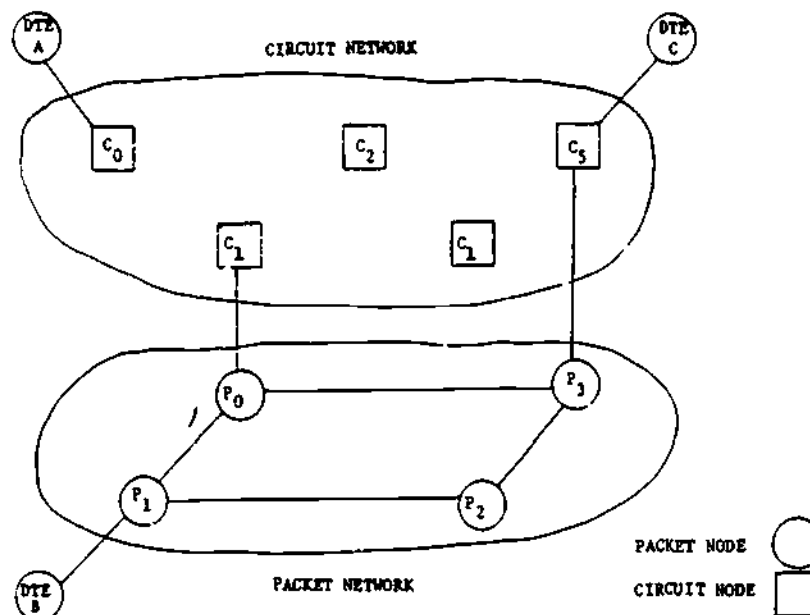 DTE
A
DTE
C
CIRCUIT NETWORK
C0
C2
C5
C1
C1
P0
P3
P1
P2
PACKET NODE
PACKET NETWORK
CIRCUIT NODE
DTE
B